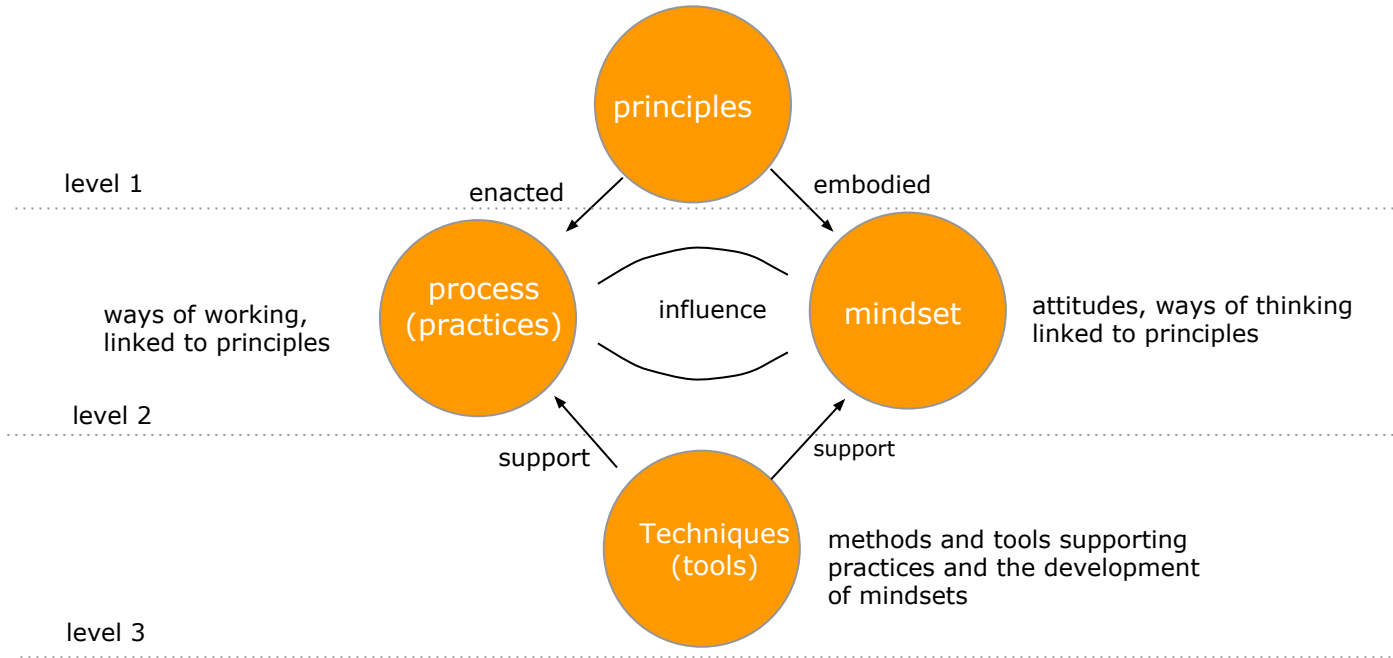 principles
level 1
enacted
embodied
process
(practices)
influence
mindset
ways of working,
linked to principles
attitudes, ways of thinking
linked to principles
level 2
support
support
Techniques
(tools)
methods and tools supporting
practices and the development
of mindsets
level 3